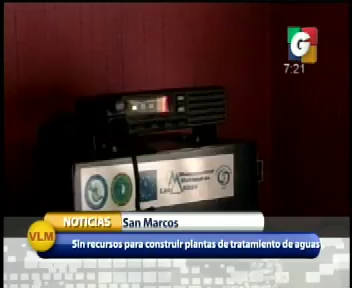 G
7:21
NOTICIAS
San Marcos
VLM
Sin recursos para construir plantas de tratamiento de aguas